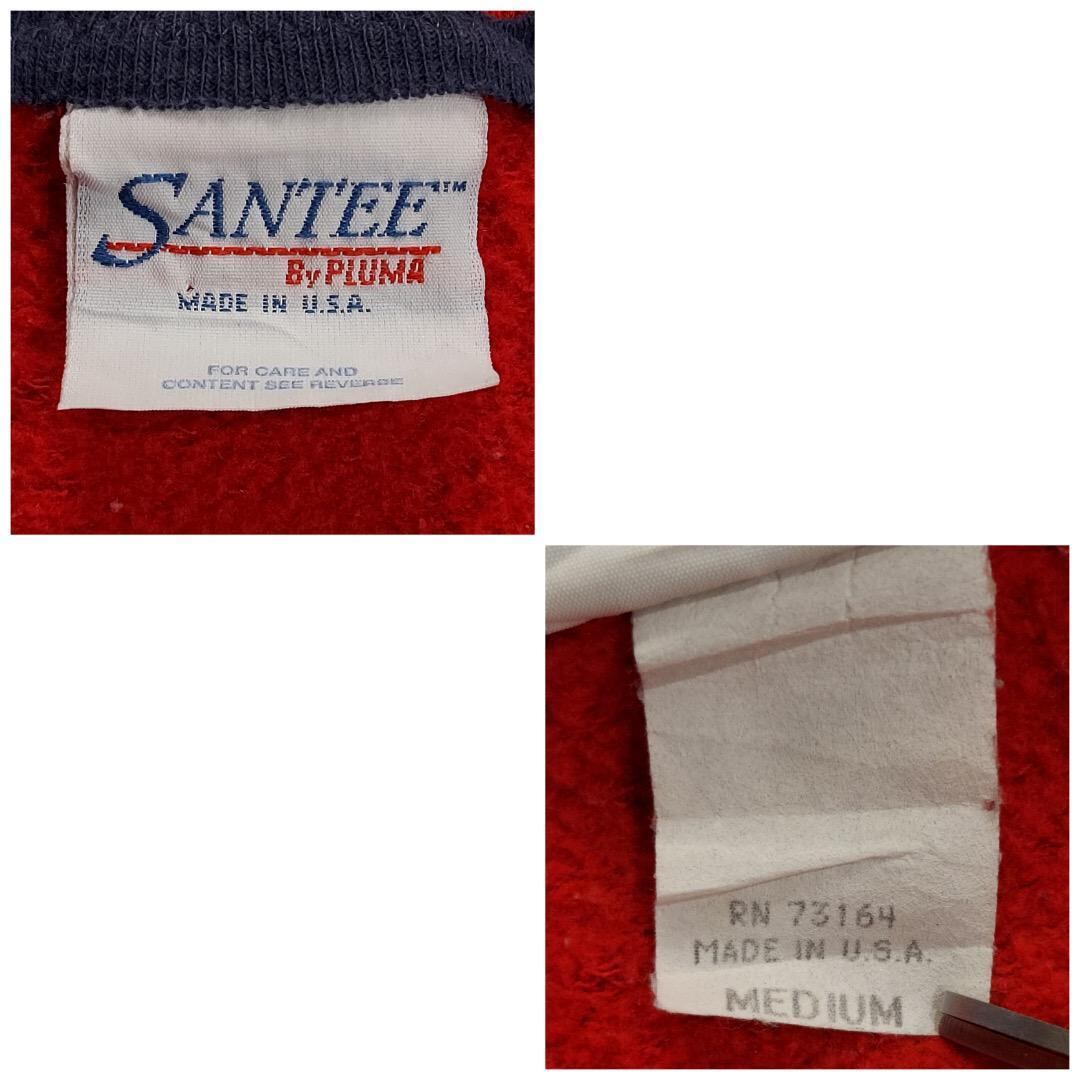 SANTEE™
By PLUMA
MADE IN U.S.A.
FOR CARE AND
CONTENT SEE REVERSE
RN 73164
MADE IN U.S.A.
MEDIUM